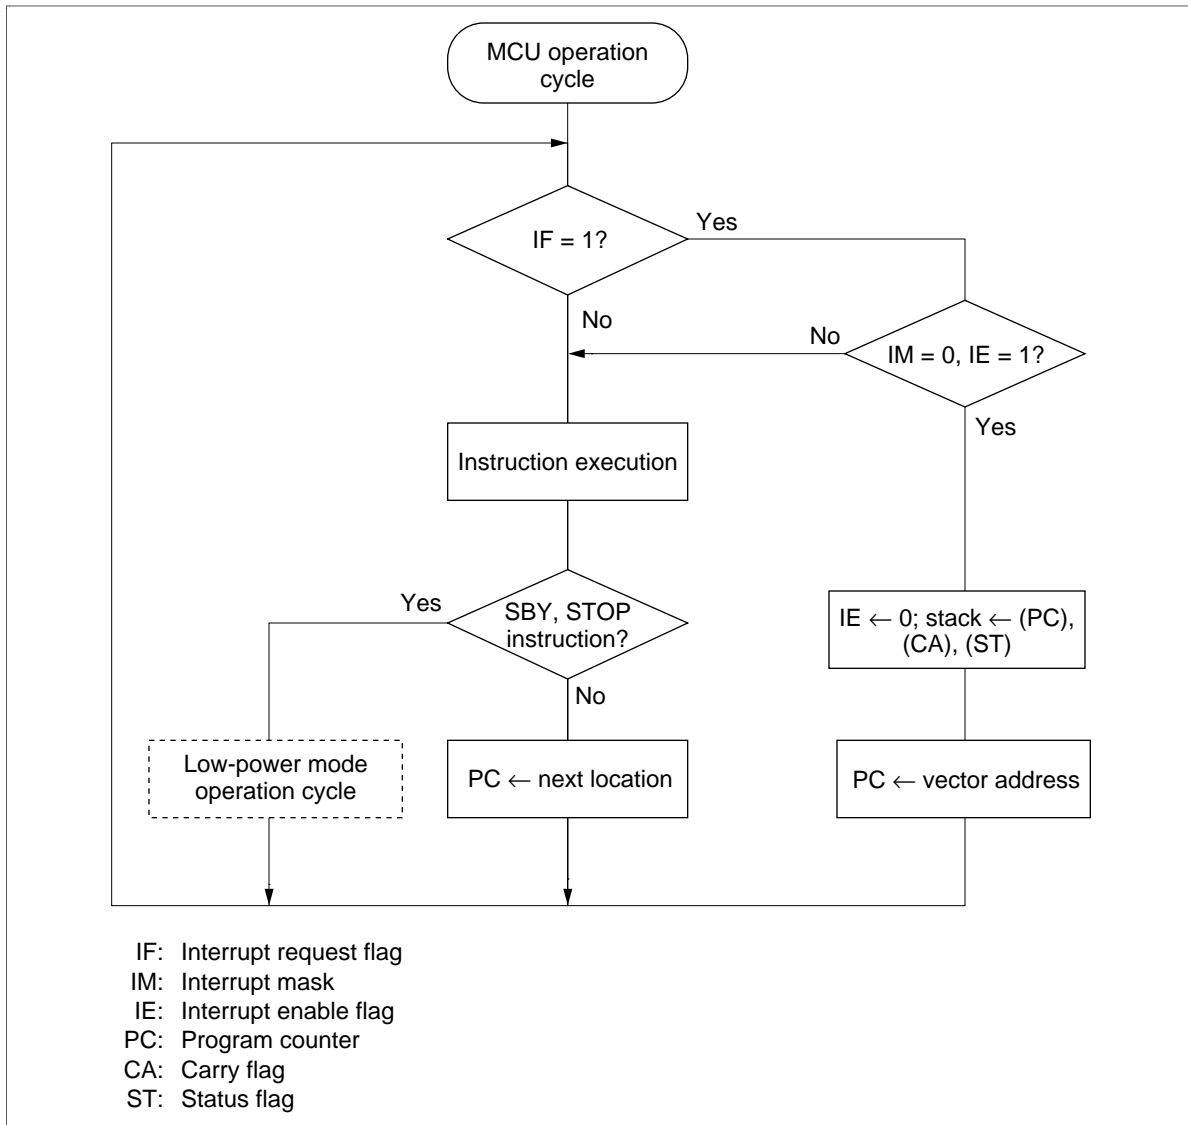 MCU operation
cycle
IF = 1?
Yes
No
No
IM = 0, IE = 1?
Yes
Instruction execution
Yes
SBY, STOP
instruction?
No
IE ← 0; stack ← (PC),
(CA), (ST)
Low-power mode
operation cycle
PC ← next location
PC ← vector address
IF: Interrupt request flag
IM: Interrupt mask
IE: Interrupt enable flag
PC: Program counter
CA: Carry flag
ST: Status flag